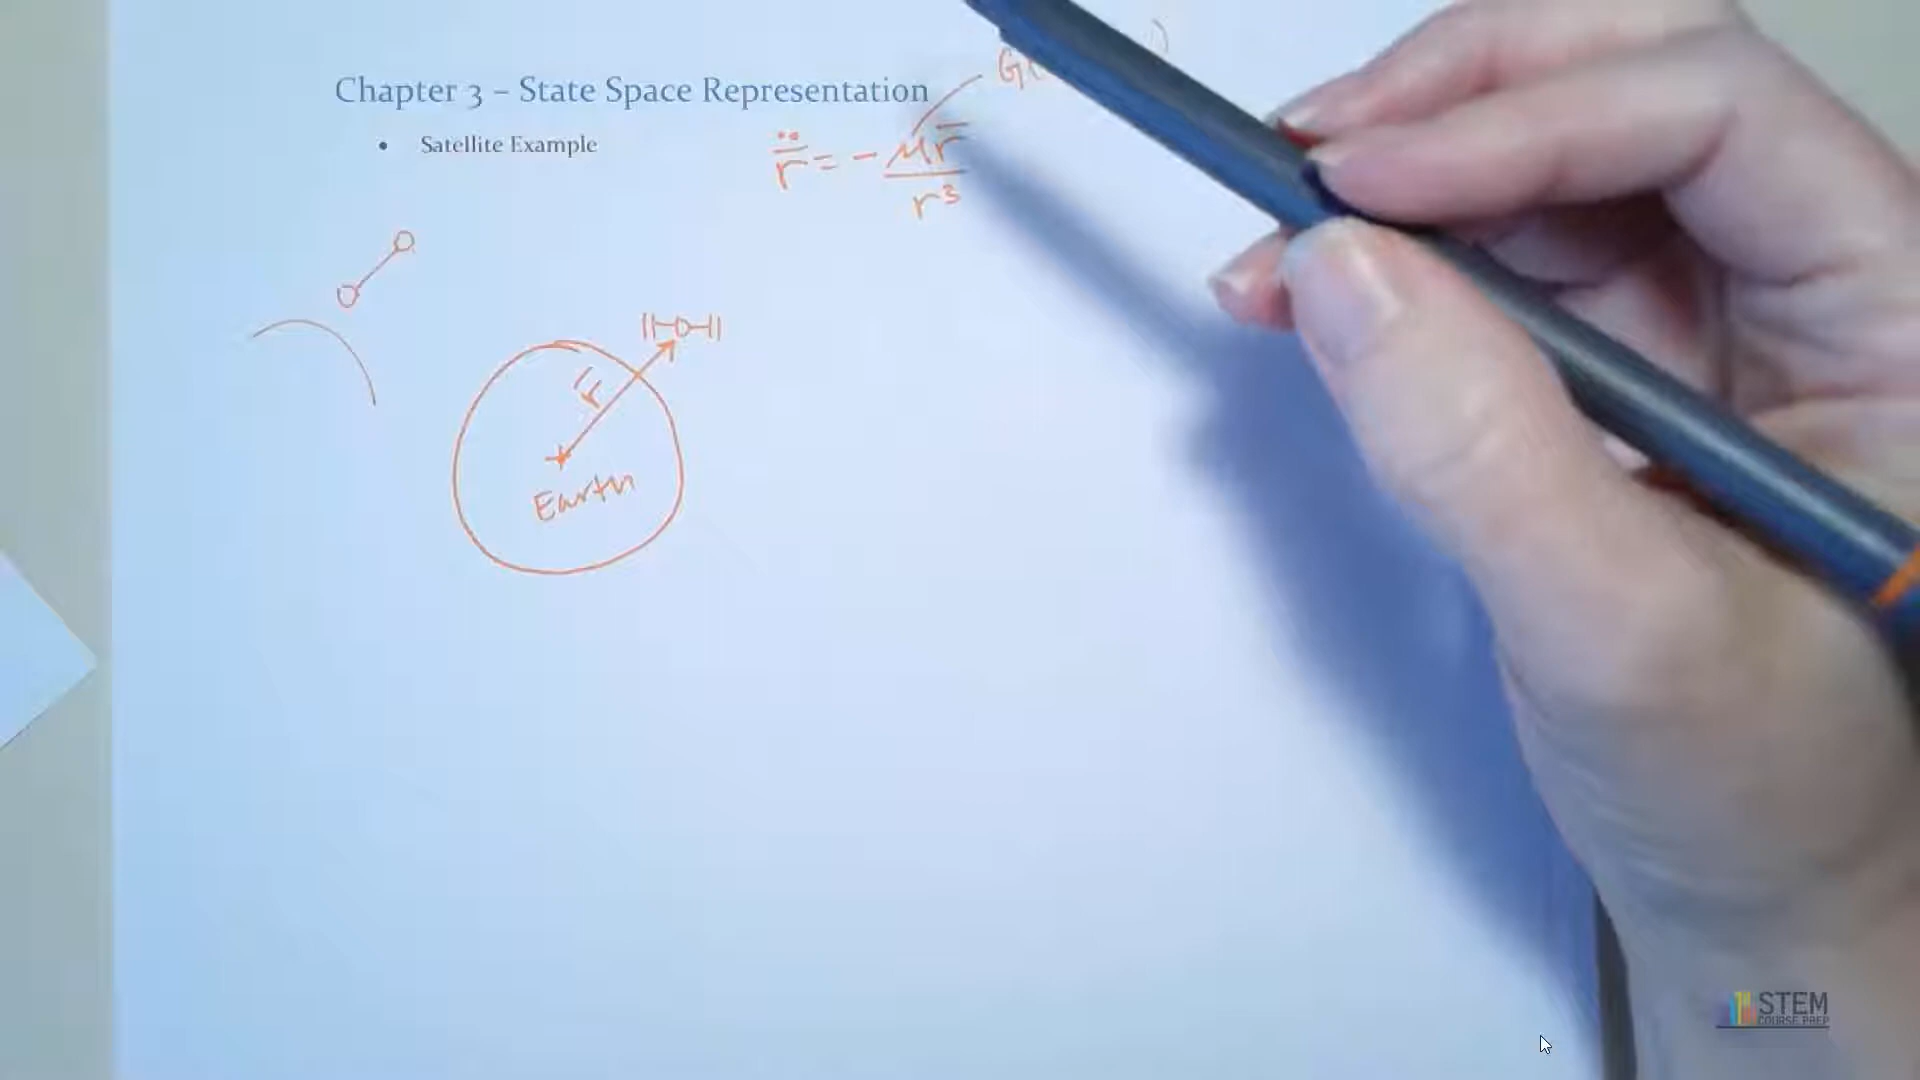 Chapter 3 – State Space Representation
• Satellite Example
G(
)
r̈̅ = - μr̅
r³
r̅
Earth
STEM
COURSE PREP